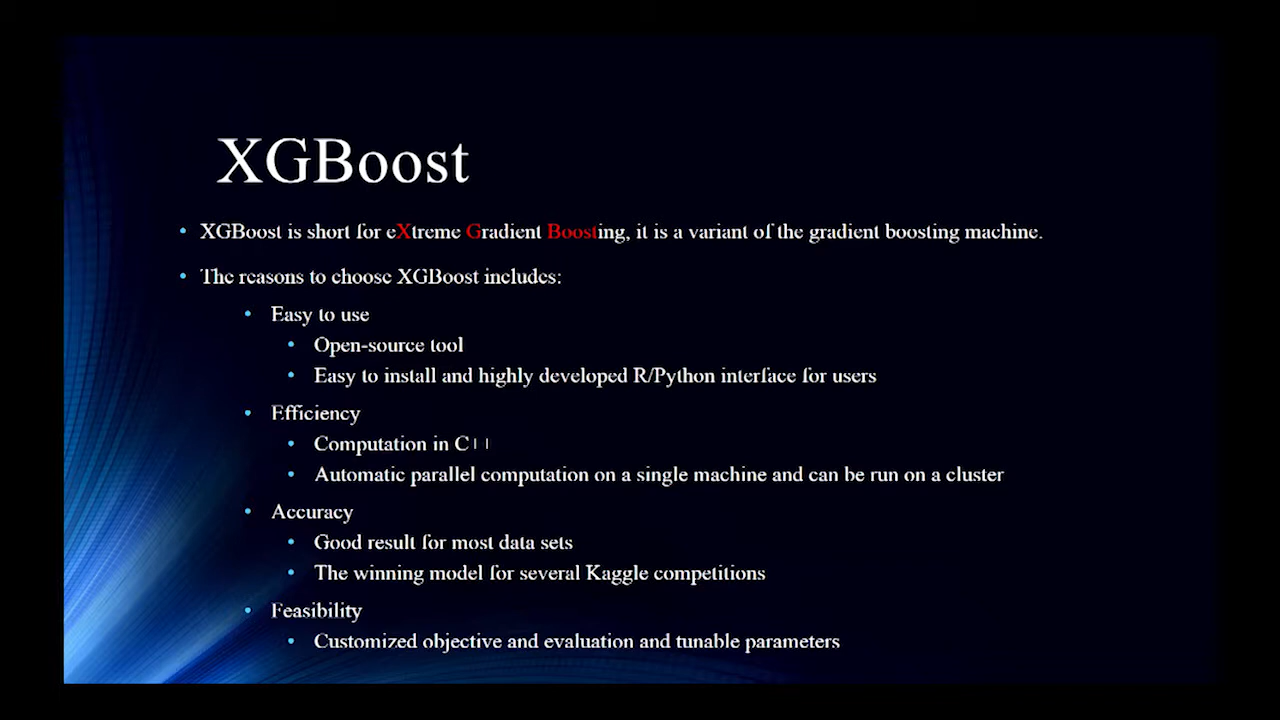 XGBoost
• XGBoost is short for eXtreme Gradient Boosting, it is a variant of the gradient boosting machine.
• The reasons to choose XGBoost includes:
• Easy to use
• Open-source tool
• Easy to install and highly developed R/Python interface for users
• Efficiency
• Computation in C++
• Automatic parallel computation on a single machine and can be run on a cluster
• Accuracy
• Good result for most data sets
• The winning model for several Kaggle competitions
• Feasibility
• Customized objective and evaluation and tunable parameters